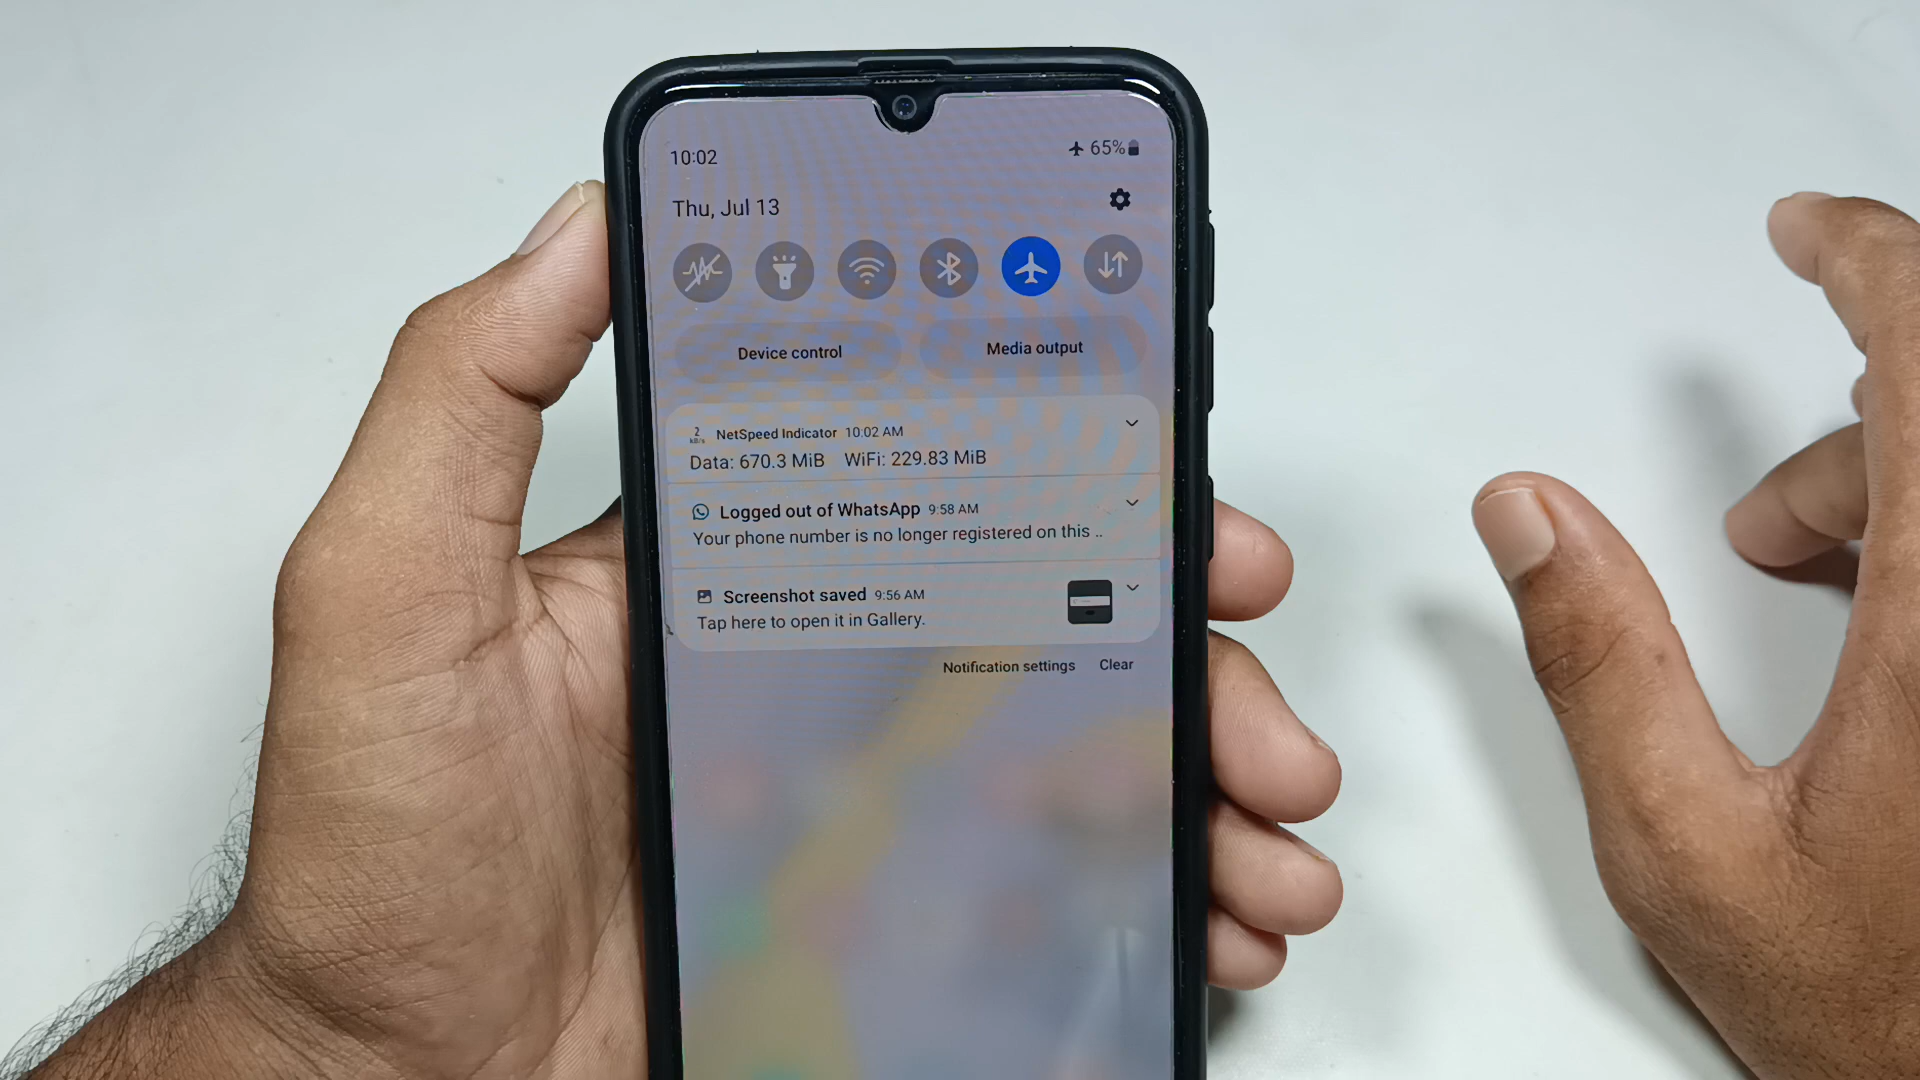 10:02
65%
Thu, Jul 13
Device control
Media output
2
kB/s
NetSpeed Indicator 10:02 AM
Data: 670.3 MiB WiFi: 229.83 MiB
Logged out of WhatsApp 9:58 AM
Your phone number is no longer registered on this ..
Screenshot saved 9:56 AM
Tap here to open it in Gallery.
Notification settings Clear